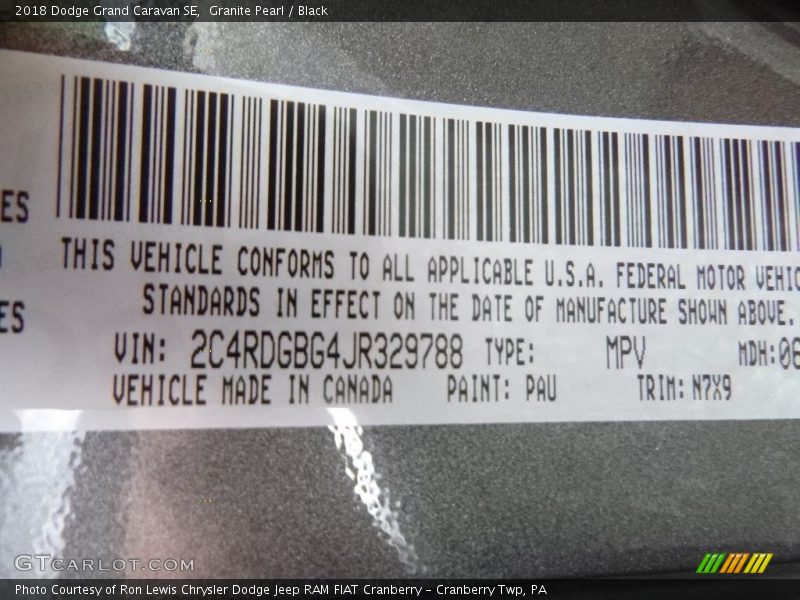 2018 Dodge Grand Caravan SE, Granite Pearl / Black
ES
ES
THIS VEHICLE CONFORMS TO ALL APPLICABLE U.S.A. FEDERAL MOTOR VEHIC
STANDARDS IN EFFECT ON THE DATE OF MANUFACTURE SHOWN ABOVE.
VIN: 2C4RDGBG4JR329788 TYPE: MPV MDH:06
VEHICLE MADE IN CANADA PAINT: PAU TRIM: N7X9
GTCARLOT.COM
Photo Courtesy of Ron Lewis Chrysler Dodge Jeep RAM FIAT Cranberry - Cranberry Twp, PA